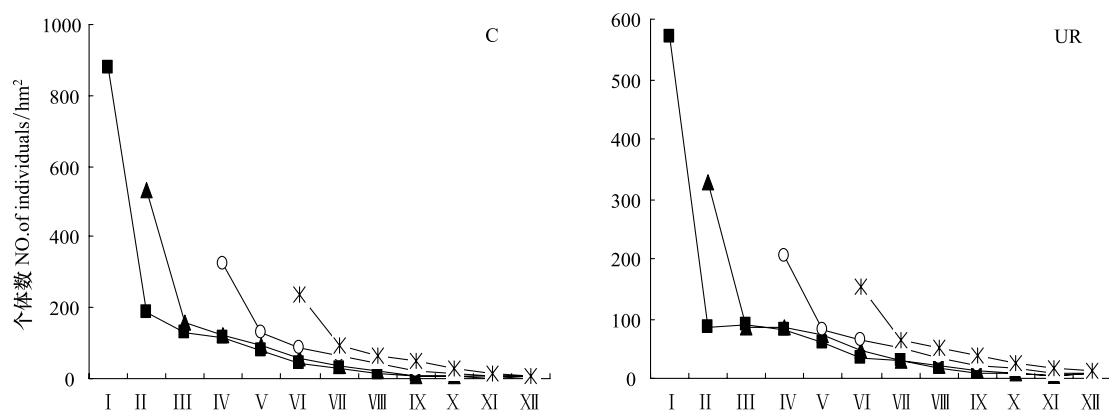 C
个体数 NO.of individuals/hm²
1000
800
600
400
200
0
Ⅰ Ⅱ Ⅲ Ⅳ Ⅴ Ⅵ Ⅶ Ⅷ Ⅸ Ⅹ Ⅺ Ⅻ
UR
600
500
400
300
200
100
0
Ⅰ Ⅱ Ⅲ Ⅳ Ⅴ Ⅵ Ⅶ Ⅷ Ⅸ Ⅹ Ⅺ Ⅻ